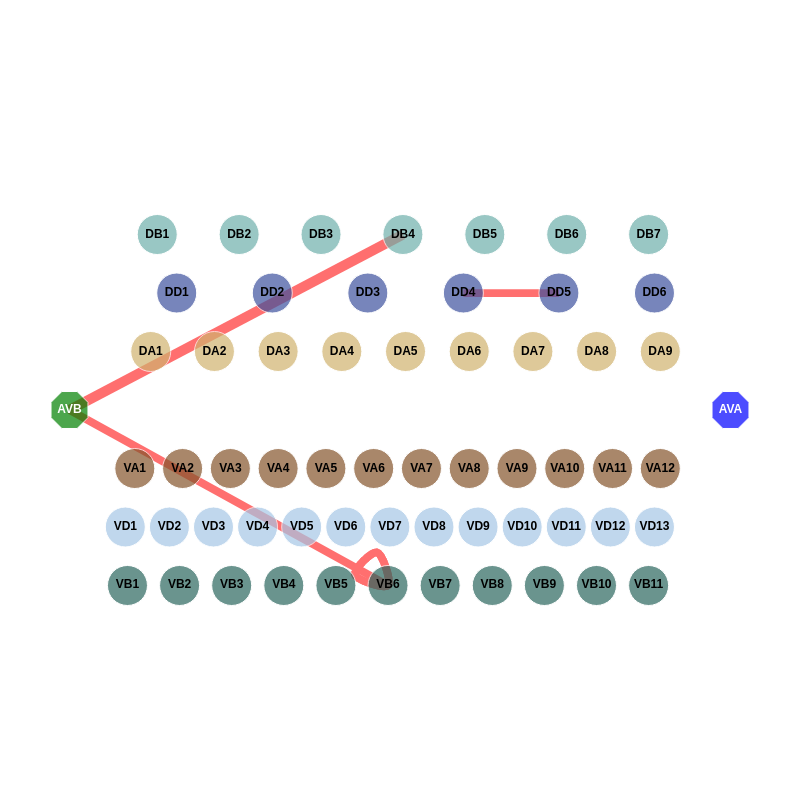 DB1 DB2 DB3 DB4 DB5 DB6 DB7
DD1 DD2 DD3 DD4 DD5 DD6
DA1 DA2 DA3 DA4 DA5 DA6 DA7 DA8 DA9
AVB AVA
VA1 VA2 VA3 VA4 VA5 VA6 VA7 VA8 VA9 VA10 VA11 VA12
VD1 VD2 VD3 VD4 VD5 VD6 VD7 VD8 VD9 VD10 VD11 VD12 VD13
VB1 VB2 VB3 VB4 VB5 VB6 VB7 VB8 VB9 VB10 VB11